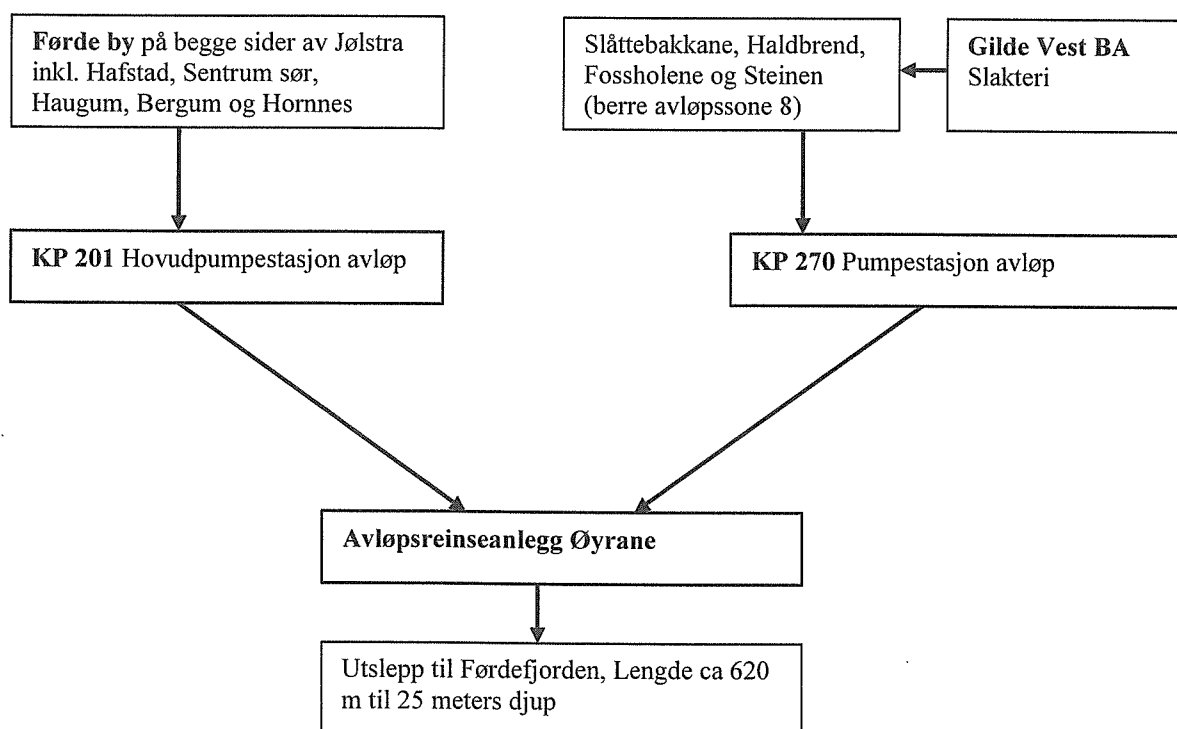 Førde by på begge sider av Jølstra
inkl. Hafstad, Sentrum sør,
Haugum, Bergum og Hornnes
Slåttebakkane, Haldbrend,
Fossholene og Steinen
(berre avløpssone 8)
Gilde Vest BA
Slakteri
KP 201 Hovudpumpestasjon avløp
KP 270 Pumpestasjon avløp
Avløpsreinseanlegg Øyrane
Utslepp til Førdefjorden, Lengde ca 620
m til 25 meters djup